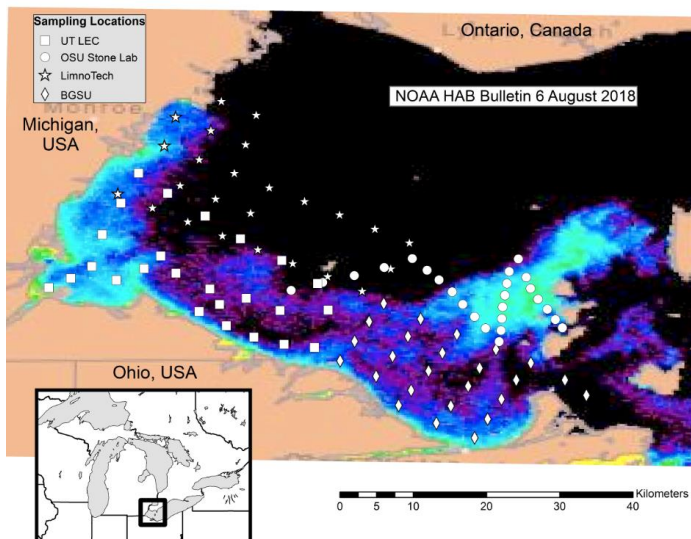 Sampling Locations
UT LEC
OSU Stone Lab
LimnoTech
BGSU
Ontario, Canada
NOAA HAB Bulletin 6 August 2018
Monroe
Michigan,
USA
Ohio, USA
Kilometers
0 5 10 20 30 40